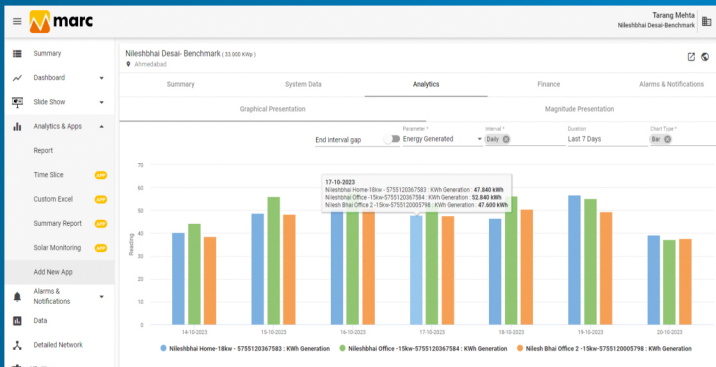 marc
Tarang Mehta
Nileshbhai Desai-Benchmark
Summary
Dashboard
Slide Show
Analytics & Apps
Report
Time Slice APP
Custom Excel APP
Summary Report APP
Solar Monitoring APP
Add New App
Alarms &
Notifications
Data
Detailed Network
Nileshbhai Desai- Benchmark ( 33.000 KWp )
Ahmedabad
Summary System Data Analytics Finance Alarms & Notifications
Graphical Presentation Magnitude Presentation
End interval gap
Parameter * Interval * Duration Chart Type *
Energy Generated Daily Last 7 Days Bar
17-10-2023
Nileshbhai Home-18kw - 5755120367583 : KWh Generation : 47.840 kWh
Nileshbhai Office -15kw-5755120367584 : KWh Generation : 52.840 kWh
Nilesh Bhai Office 2 -15kw-5755120005798 : KWh Generation : 47.600 kWh
Reading
70
60
50
40
30
20
10
0
14-10-2023 15-10-2023 16-10-2023 17-10-2023 18-10-2023 19-10-2023 20-10-2023
Nileshbhai Home-18kw - 5755120367583 : KWh Generation Nileshbhai Office -15kw-5755120367584 : KWh Generation Nilesh Bhai Office 2 -15kw-5755120005798 : KWh Generation